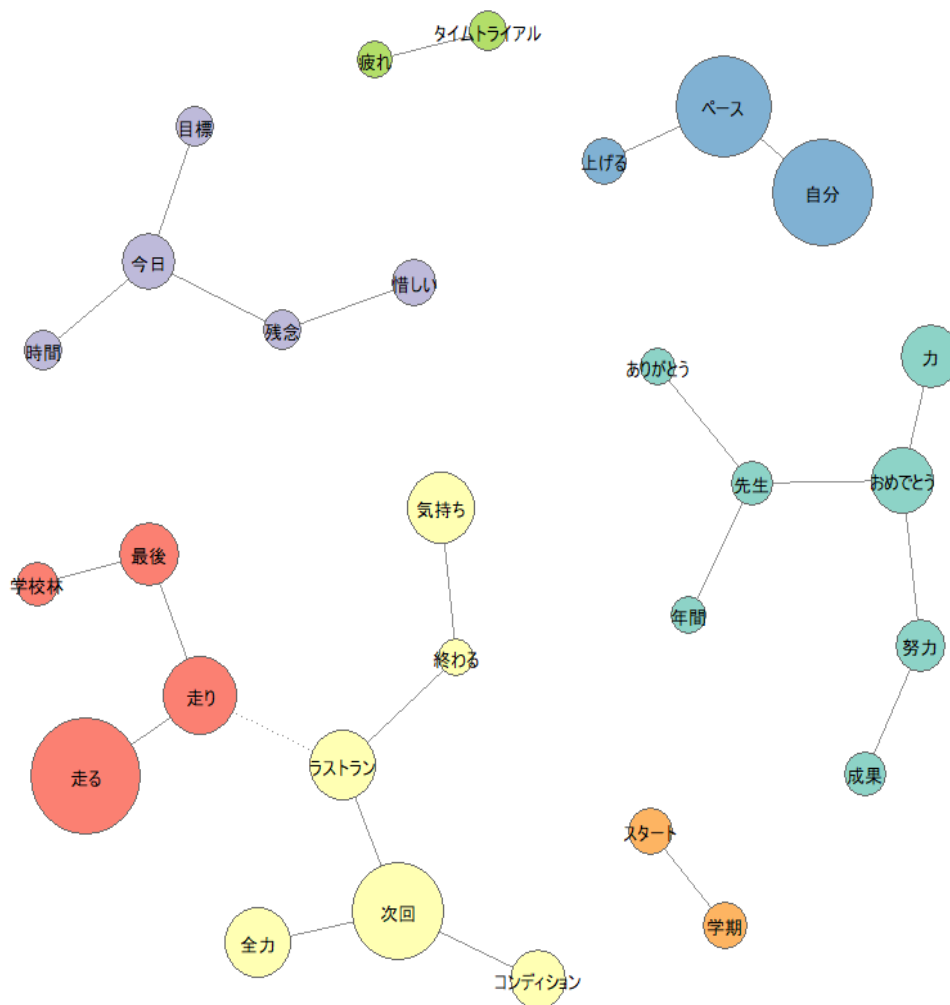 タイムトライアル
疲れ
ペース
目標
上げる
自分
今日
惜しい
残念
時間
力
ありがとう
先生
おめでとう
気持ち
最後
学校林
年間
努力
終わる
走り
ラストラン
走る
成果
スタート
次回
学期
全力
コンディション